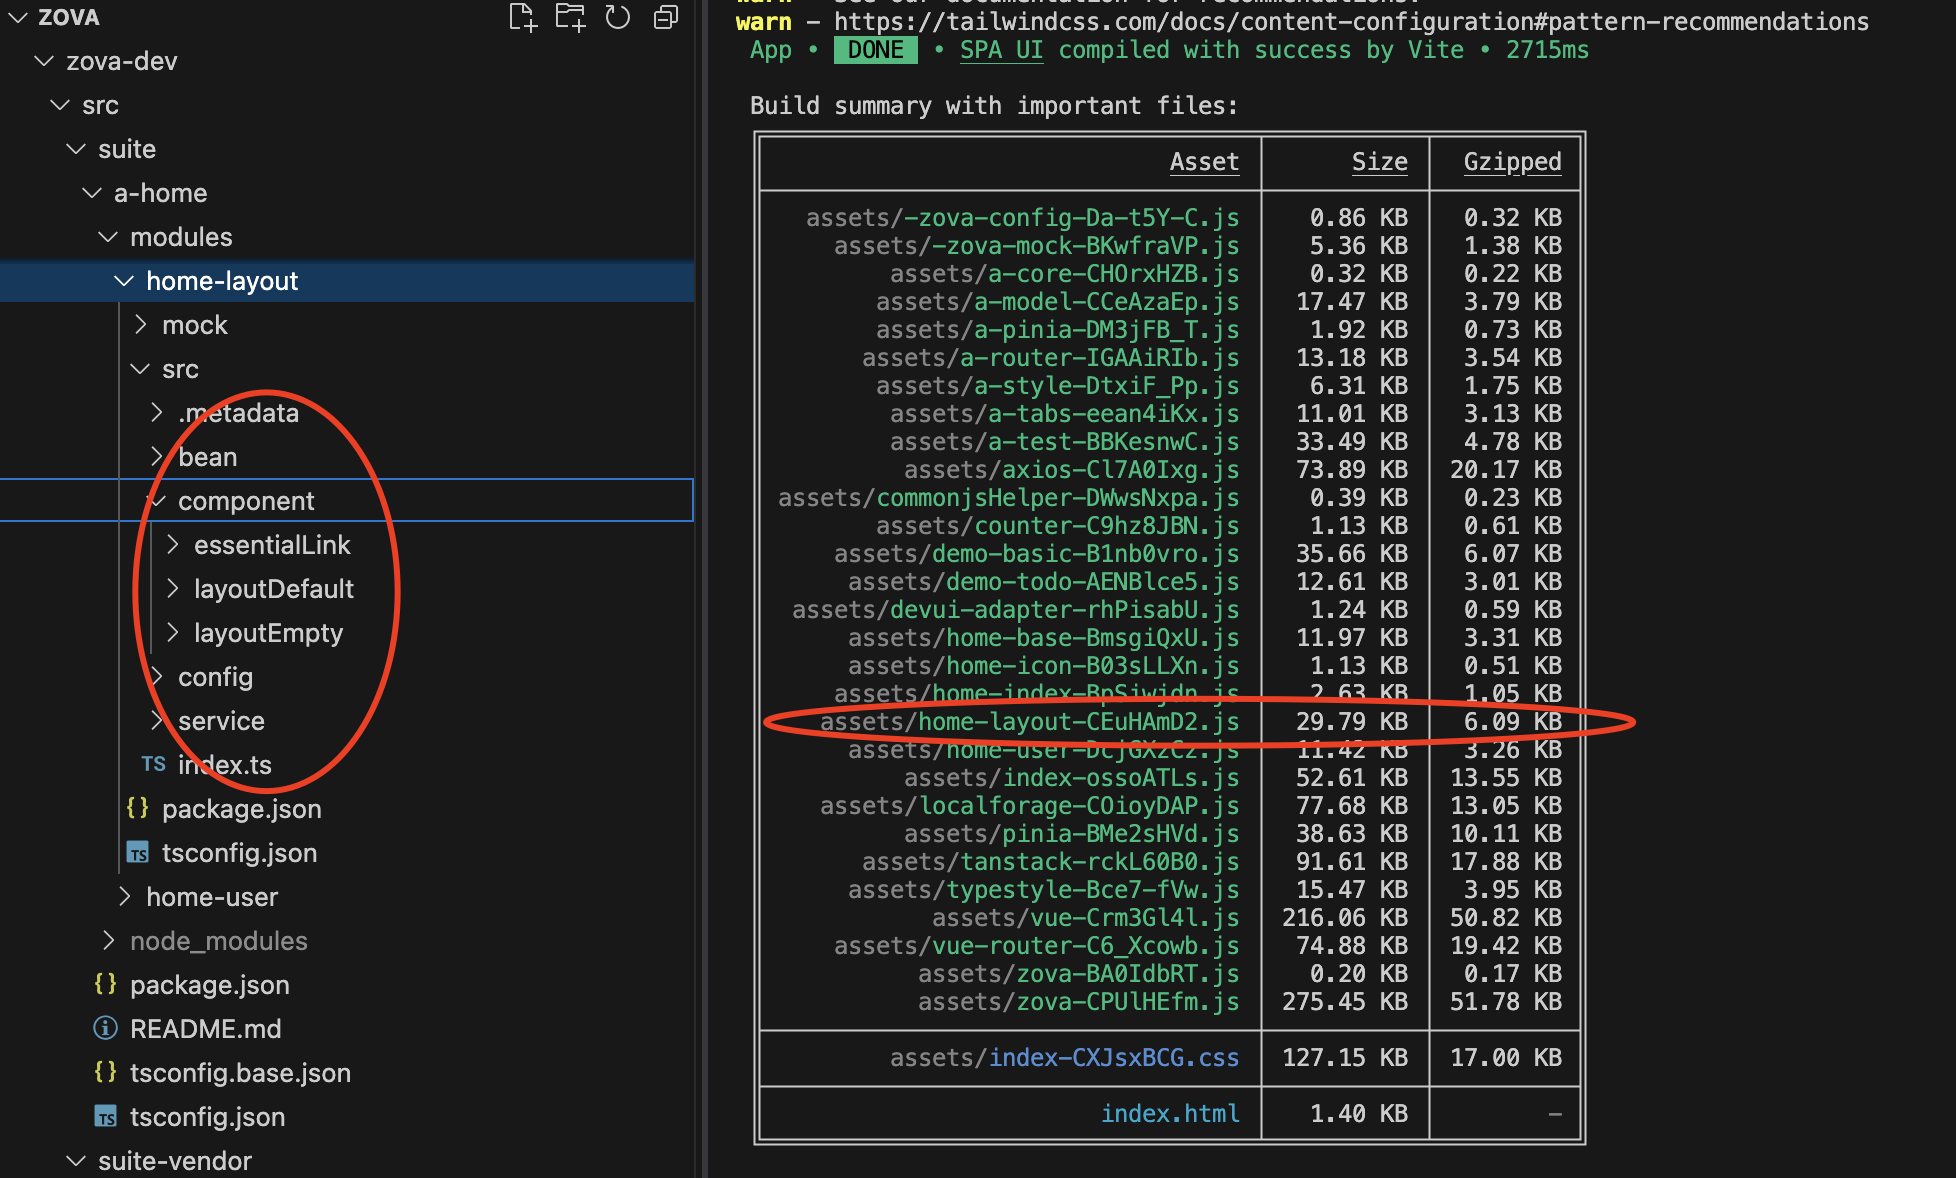 ZOVA
zova-dev
src
suite
a-home
modules
home-layout
mock
src
.metadata
bean
component
essentialLink
layoutDefault
layoutEmpty
config
service
TS index.ts
{} package.json
TS tsconfig.json
home-user
node_modules
{} package.json
README.md
{} tsconfig.base.json
TS tsconfig.json
suite-vendor
warn - https://tailwindcss.com/docs/content-configuration#pattern-recommendations
App • DONE • SPA UI compiled with success by Vite • 2715ms
Build summary with important files:
Asset Size Gzipped
assets/-zova-config-Da-t5Y-C.js 0.86 KB 0.32 KB
assets/-zova-mock-BKwfraVP.js 5.36 KB 1.38 KB
assets/a-core-CHOrxHZB.js 0.32 KB 0.22 KB
assets/a-model-CCeAzaEp.js 17.47 KB 3.79 KB
assets/a-pinia-DM3jFB_T.js 1.92 KB 0.73 KB
assets/a-router-IGAAiRIb.js 13.18 KB 3.54 KB
assets/a-style-DtxiF_Pp.js 6.31 KB 1.75 KB
assets/a-tabs-eean4iKx.js 11.01 KB 3.13 KB
assets/a-test-BBKesnwC.js 33.49 KB 4.78 KB
assets/axios-Cl7A0Ixg.js 73.89 KB 20.17 KB
assets/commonjsHelper-DWwsNxpa.js 0.39 KB 0.23 KB
assets/counter-C9hz8JBN.js 1.13 KB 0.61 KB
assets/demo-basic-B1nb0vro.js 35.66 KB 6.07 KB
assets/demo-todo-AENBlce5.js 12.61 KB 3.01 KB
assets/devui-adapter-rhPisabU.js 1.24 KB 0.59 KB
assets/home-base-BmsgiQxU.js 11.97 KB 3.31 KB
assets/home-icon-B03sLLXn.js 1.13 KB 0.51 KB
assets/home-index-BpSiwjdn.js 2.63 KB 1.05 KB
assets/home-layout-CEuHAmD2.js 29.79 KB 6.09 KB
assets/home-user-DcjGXzC2.js 11.42 KB 3.26 KB
assets/index-ossoATLs.js 52.61 KB 13.55 KB
assets/localforage-COioyDAP.js 77.68 KB 13.05 KB
assets/pinia-BMe2sHVd.js 38.63 KB 10.11 KB
assets/tanstack-rckL60B0.js 91.61 KB 17.88 KB
assets/typestyle-Bce7-fVw.js 15.47 KB 3.95 KB
assets/vue-Crm3Gl4l.js 216.06 KB 50.82 KB
assets/vue-router-C6_Xcowb.js 74.88 KB 19.42 KB
assets/zova-BA0IdbRT.js 0.20 KB 0.17 KB
assets/zova-CPUlHEfm.js 275.45 KB 51.78 KB
assets/index-CXJsxBCG.css 127.15 KB 17.00 KB
index.html 1.40 KB -